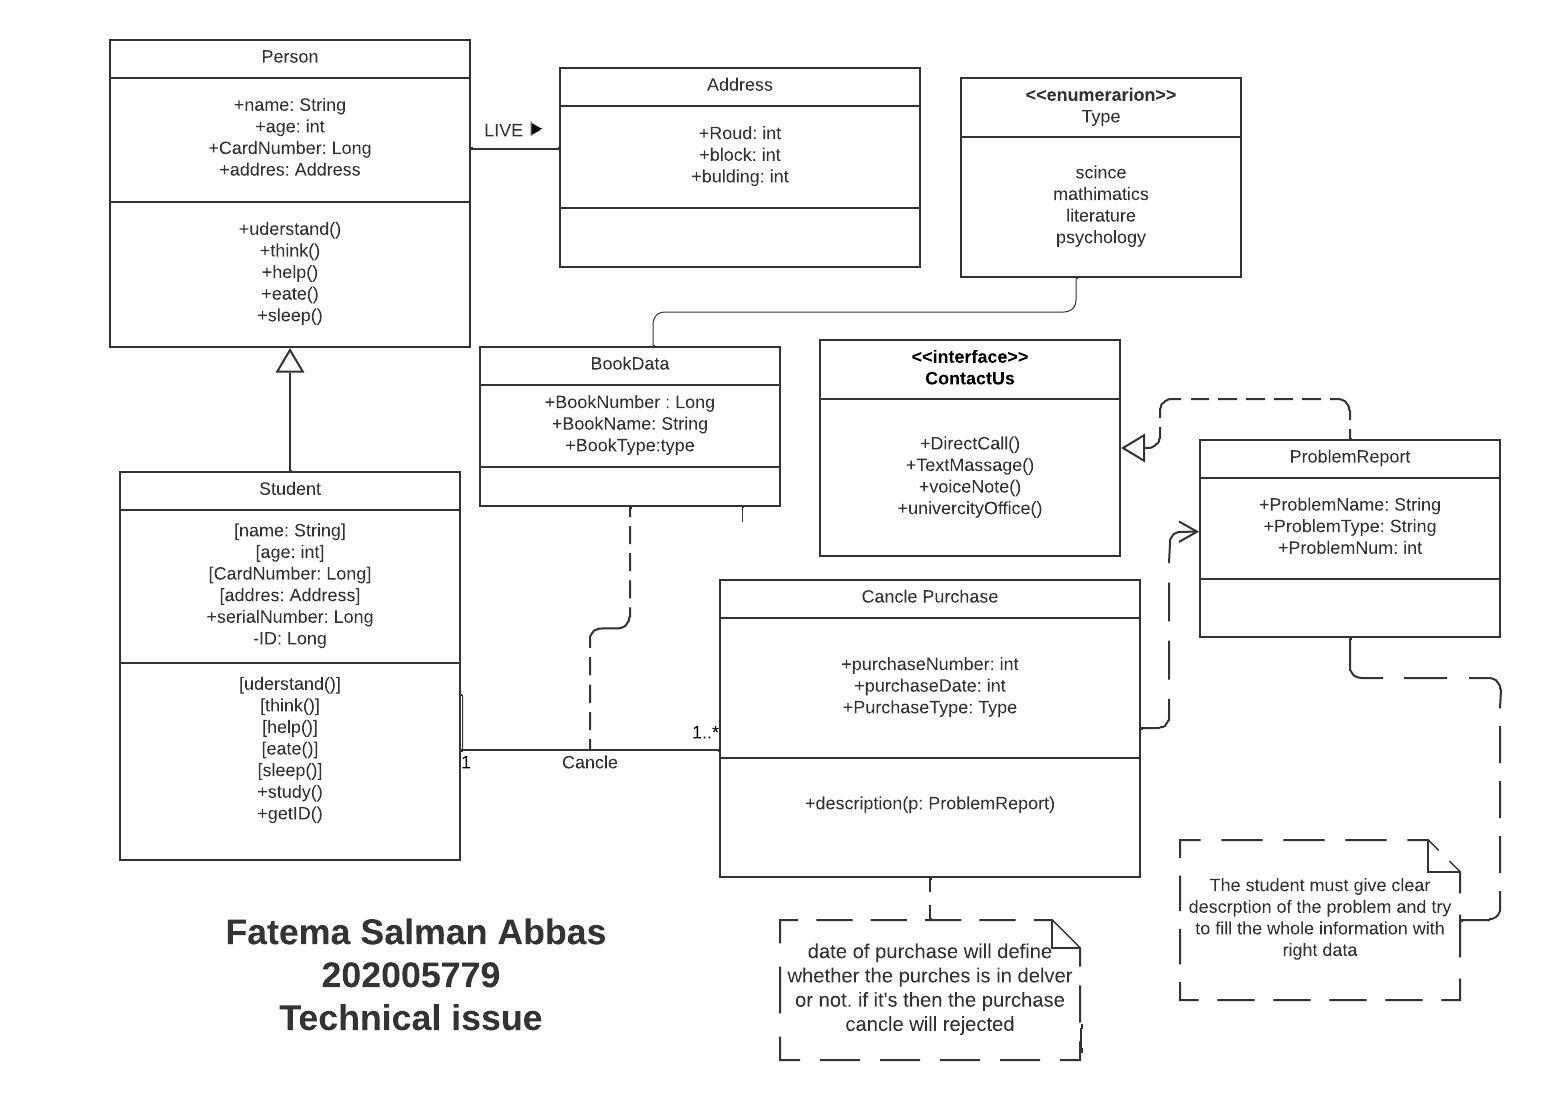 Person
+name: String
+age: int
+CardNumber: Long
+addres: Address
+uderstand()
+think()
+help()
+eate()
+sleep()
LIVE
Address
+Roud: int
+block: int
+bulding: int
<<enumerarion>>
Type
scince
mathimatics
literature
psychology
BookData
+BookNumber : Long
+BookName: String
+BookType:type
<<interface>>
ContactUs
+DirectCall()
+TextMassage()
+voiceNote()
+univercityOffice()
ProblemReport
+ProblemName: String
+ProblemType: String
+ProblemNum: int
Student
[name: String]
[age: int]
[CardNumber: Long]
[addres: Address]
+serialNumber: Long
-ID: Long
[uderstand()]
[think()]
[help()]
[eate()]
[sleep()]
+study()
+getID()
1
Cancle
1..*
Cancle Purchase
+purchaseNumber: int
+purchaseDate: int
+PurchaseType: Type
+description(p: ProblemReport)
The student must give clear
descrption of the problem and try
to fill the whole information with
right data
date of purchase will define
whether the purches is in delver
or not. if it's then the purchase
cancle will rejected
Fatema Salman Abbas
202005779
Technical issue